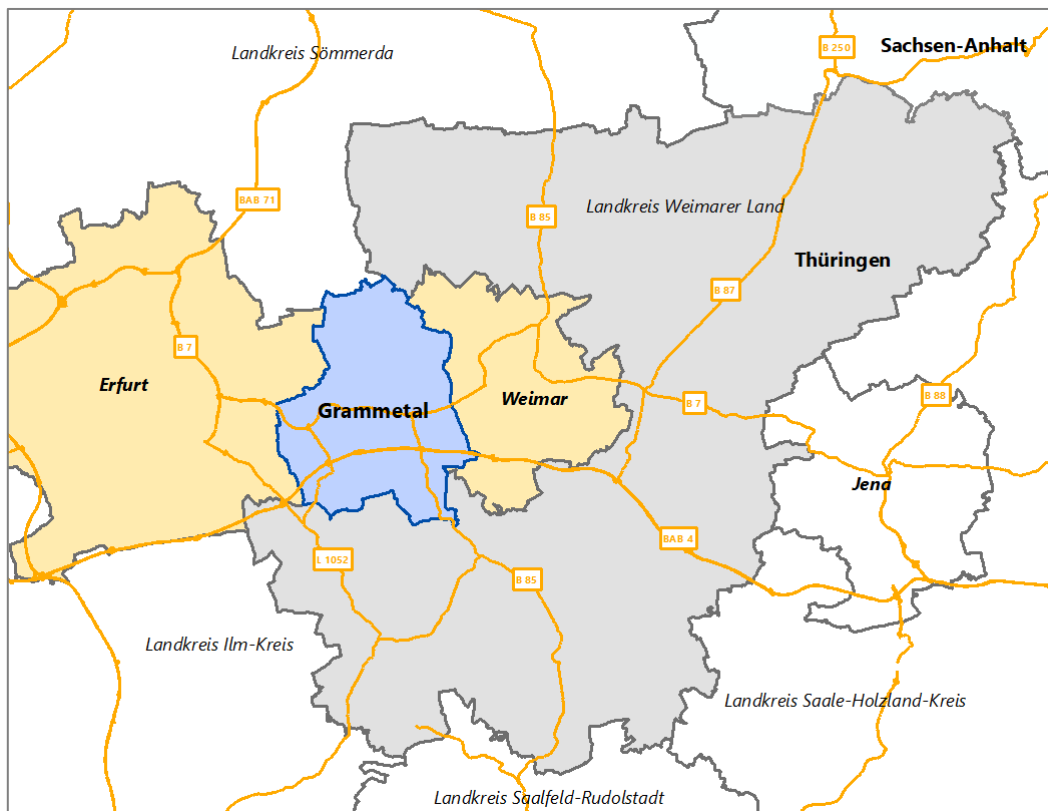 B 250
Sachsen-Anhalt
Landkreis Sömmerda
BAB 71
Landkreis Weimarer Land
B 85
Thüringen
B 87
B 7
Erfurt
Grammetal
Weimar
B 7
B 88
Jena
BAB 4
L 1052
B 85
Landkreis Ilm-Kreis
Landkreis Saale-Holzland-Kreis
Landkreis Saalfeld-Rudolstadt